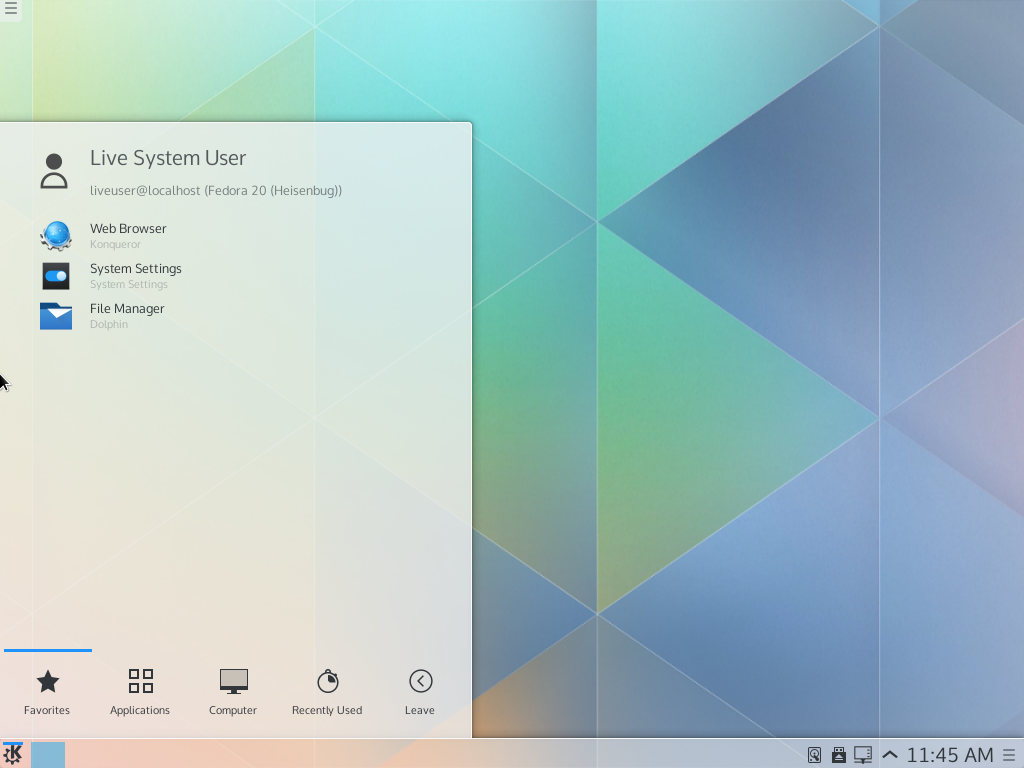 Live System User
liveuser@localhost (Fedora 20 (Heisenbug))
Web Browser
Konqueror
System Settings
System Settings
File Manager
Dolphin
Favorites
Applications
Computer
Recently Used
Leave
11:45 AM